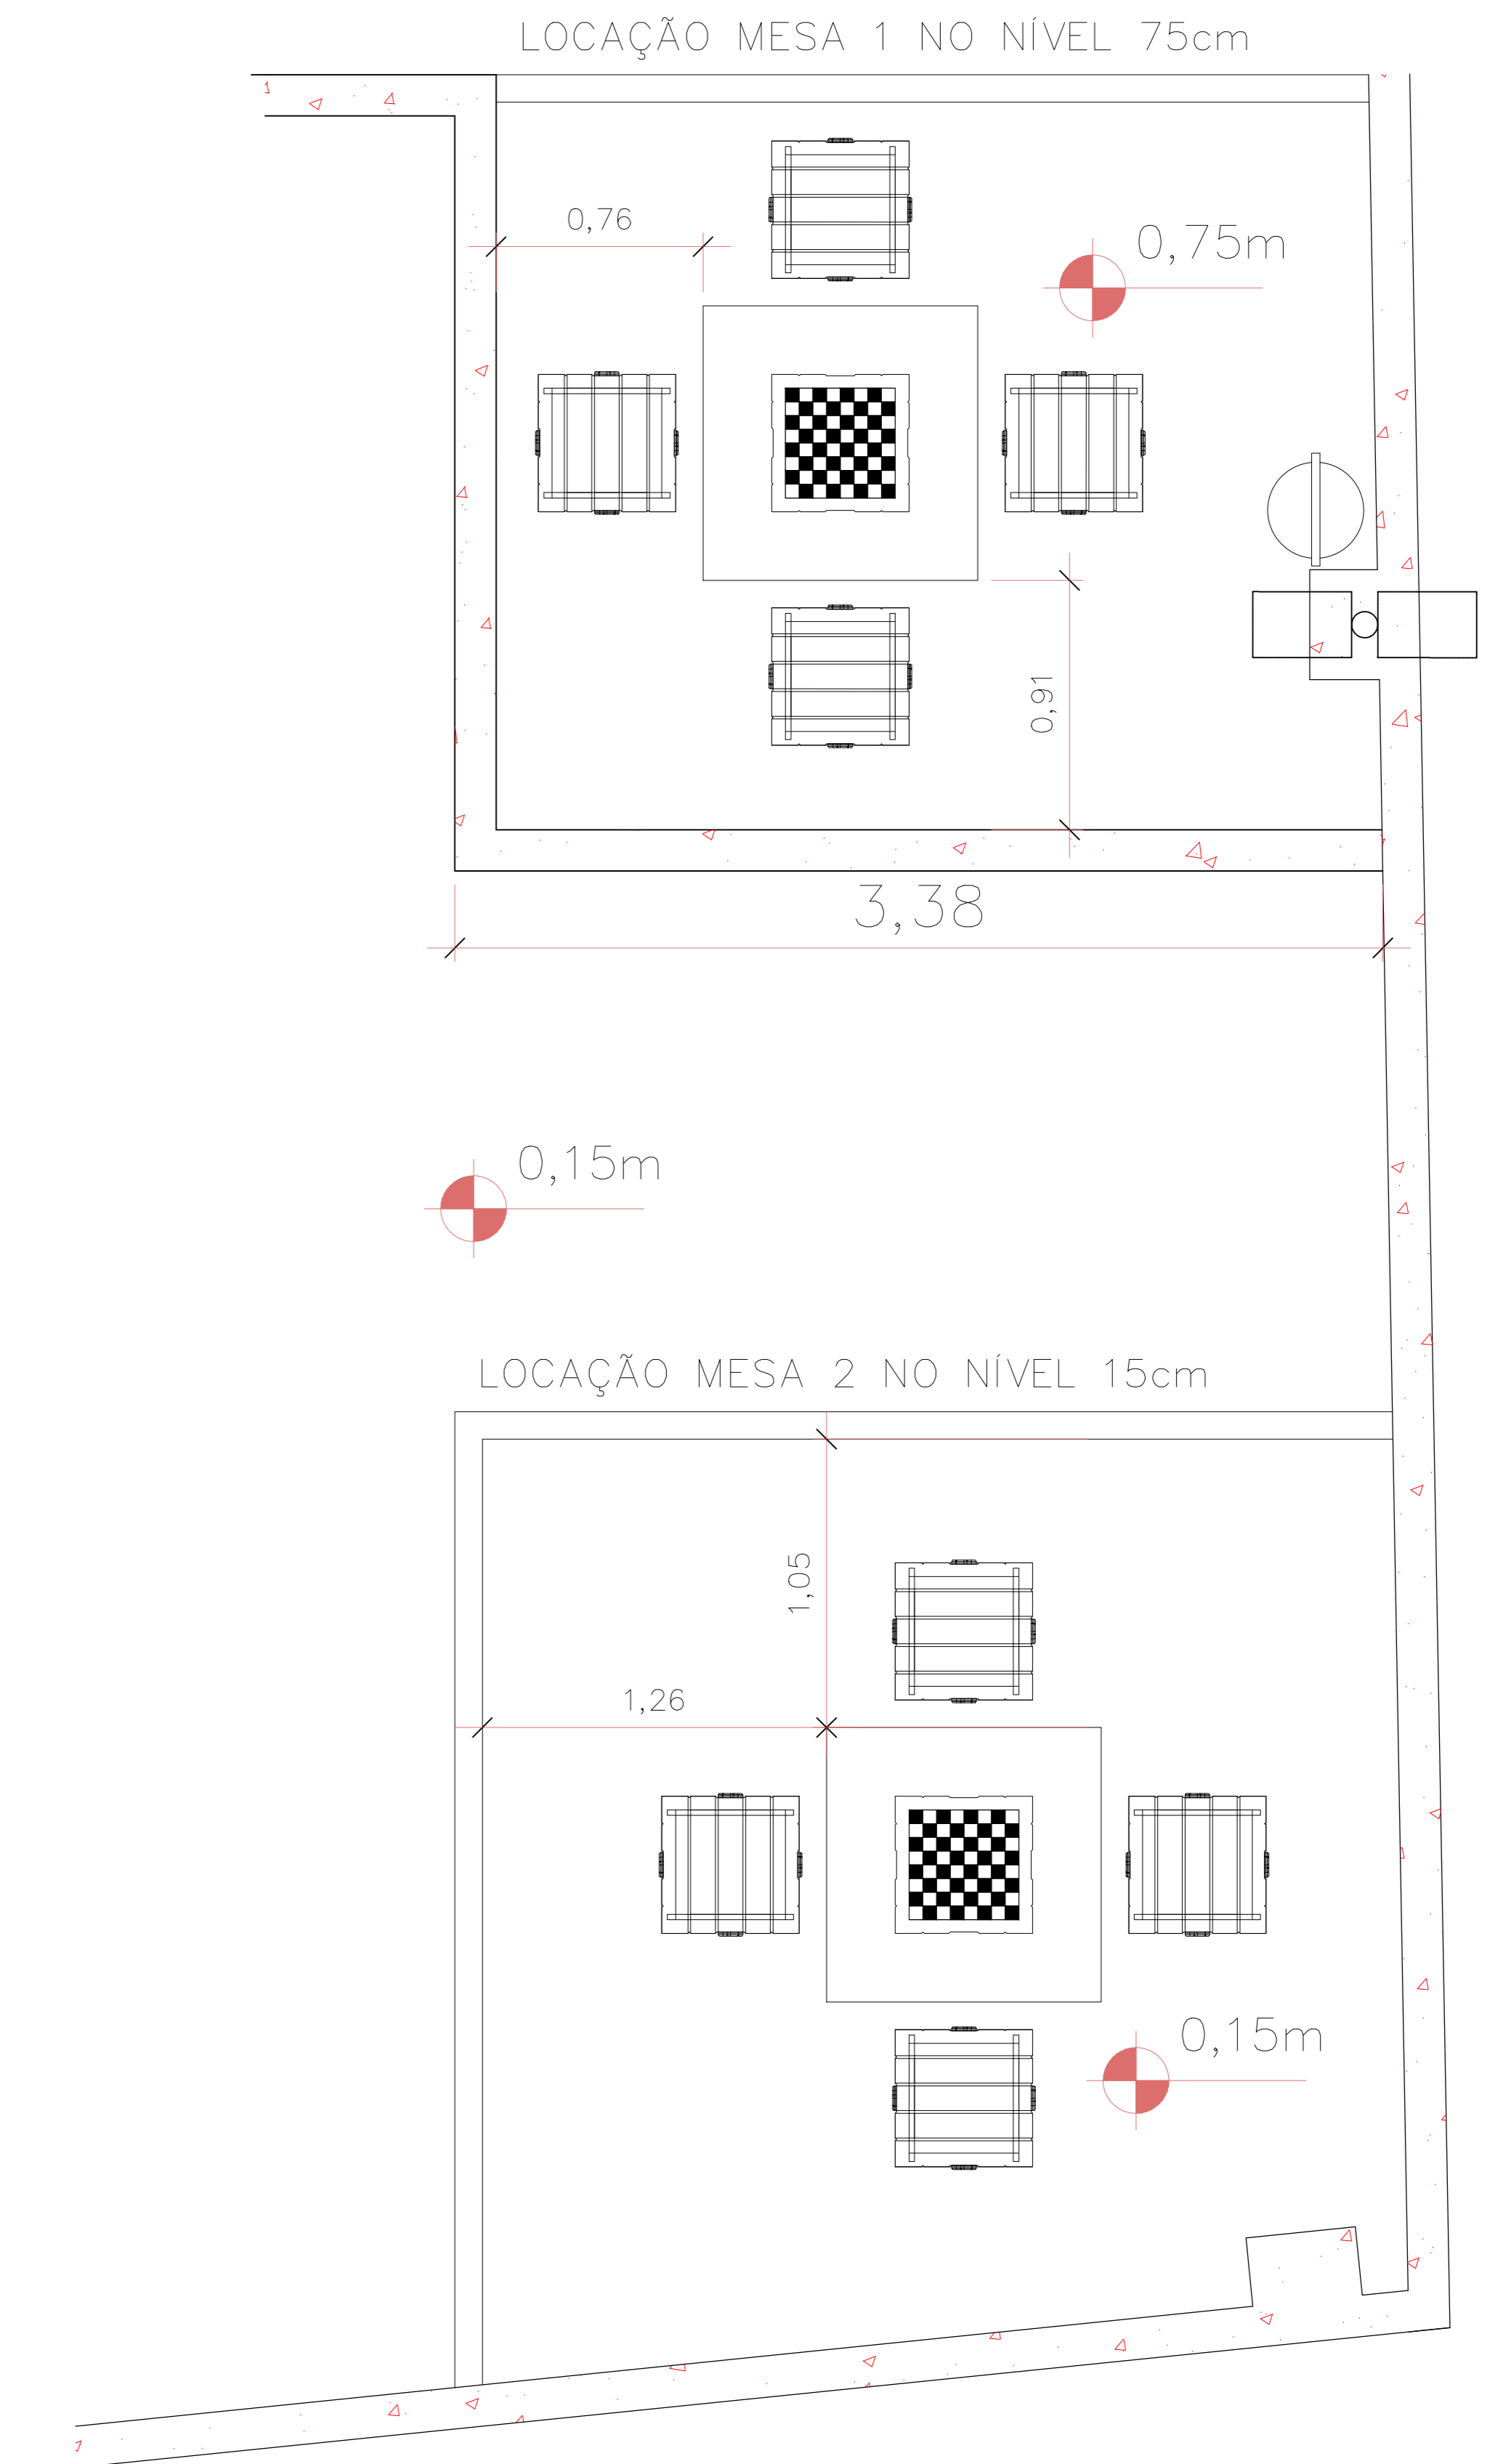 LOCAÇÃO MESA 1 NO NÍVEL 75cm
0,76
0,75m
0,91
3,38
0,15m
LOCAÇÃO MESA 2 NO NÍVEL 15cm
1,05
1,26
0,15m